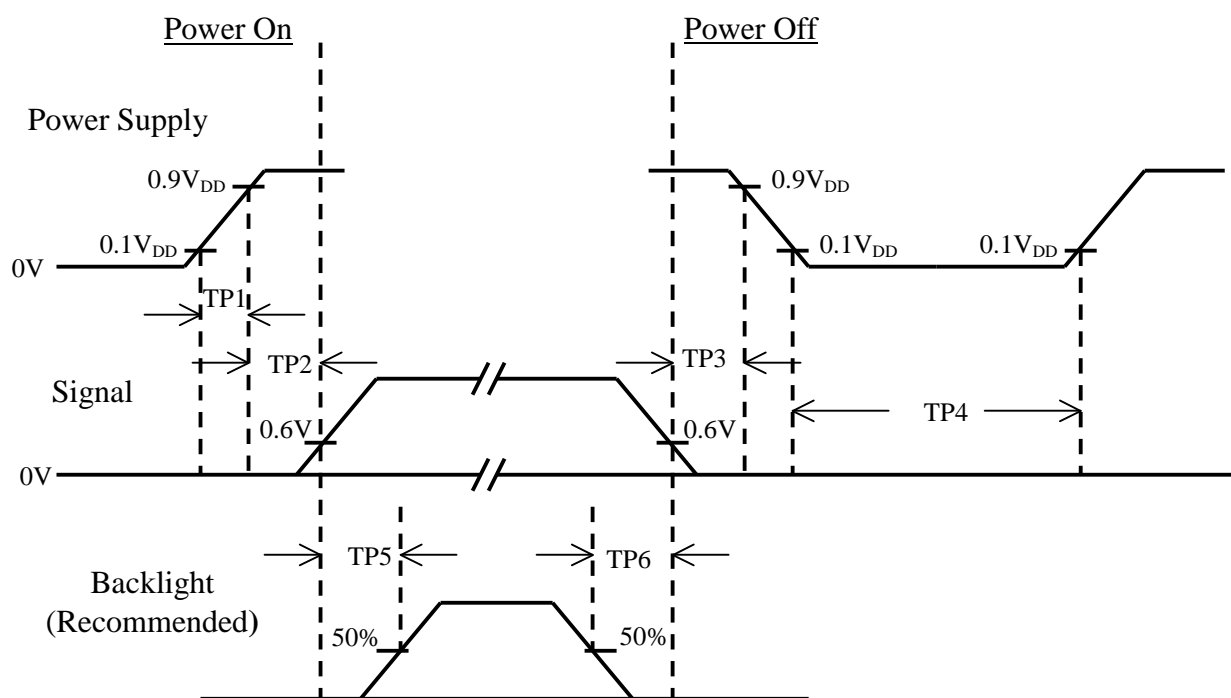 Power On
Power Off
Power Supply
0.9VDD
0.9VDD
0.1VDD
0.1VDD
0.1VDD
0V
TP1
TP2
TP3
Signal
TP4
0.6V
0.6V
0V
TP5
TP6
Backlight
(Recommended)
50%
50%